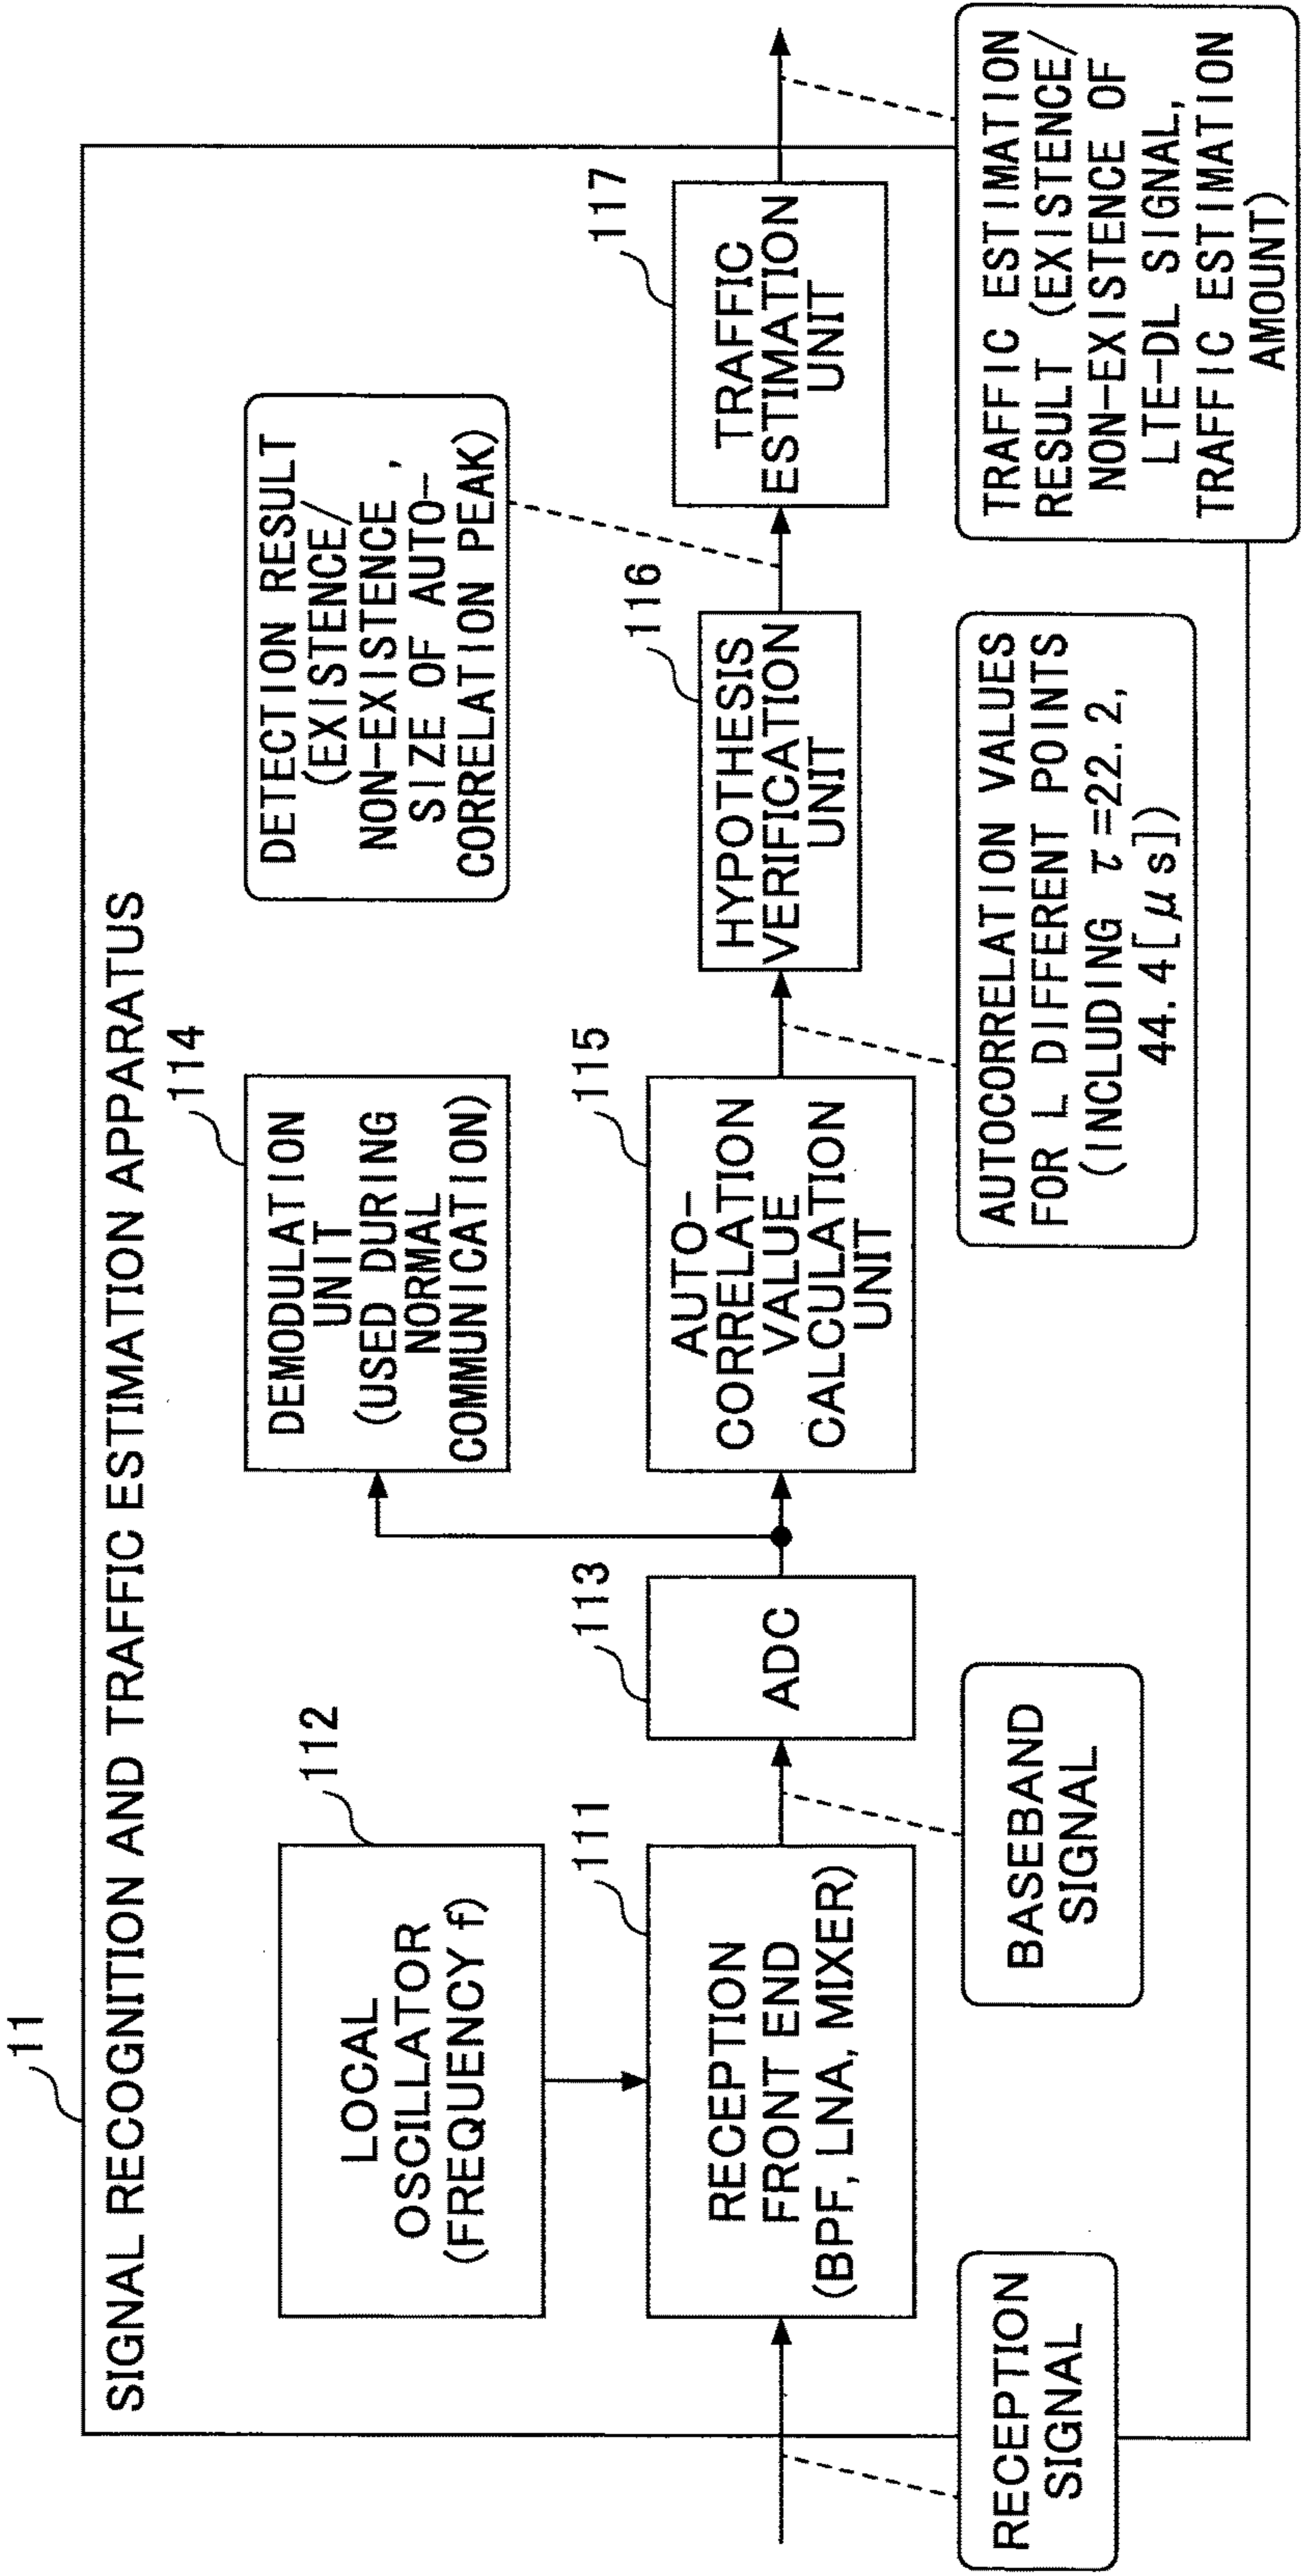 11
SIGNAL RECOGNITION AND TRAFFIC ESTIMATION APPARATUS
112
LOCAL
OSCILLATOR
(FREQUENCY f)
114
DEMODULATION
UNIT
(USED DURING
NORMAL
COMMUNICATION)
DETECTION RESULT
(EXISTENCE/
NON-EXISTENCE,
SIZE OF AUTO-
CORRELATION PEAK)
111
RECEPTION
FRONT END
(BPF, LNA, MIXER)
113
ADC
115
AUTO-
CORRELATION
VALUE
CALCULATION
UNIT
116
HYPOTHESIS
VERIFICATION
UNIT
117
TRAFFIC
ESTIMATION
UNIT
RECEPTION
SIGNAL
BASEBAND
SIGNAL
AUTOCORRELATION VALUES
FOR L DIFFERENT POINTS
(INCLUDING τ=22.2,
44.4[μs])
TRAFFIC ESTIMATION
RESULT (EXISTENCE/
NON-EXISTENCE OF
LTE-DL SIGNAL,
TRAFFIC ESTIMATION
AMOUNT)